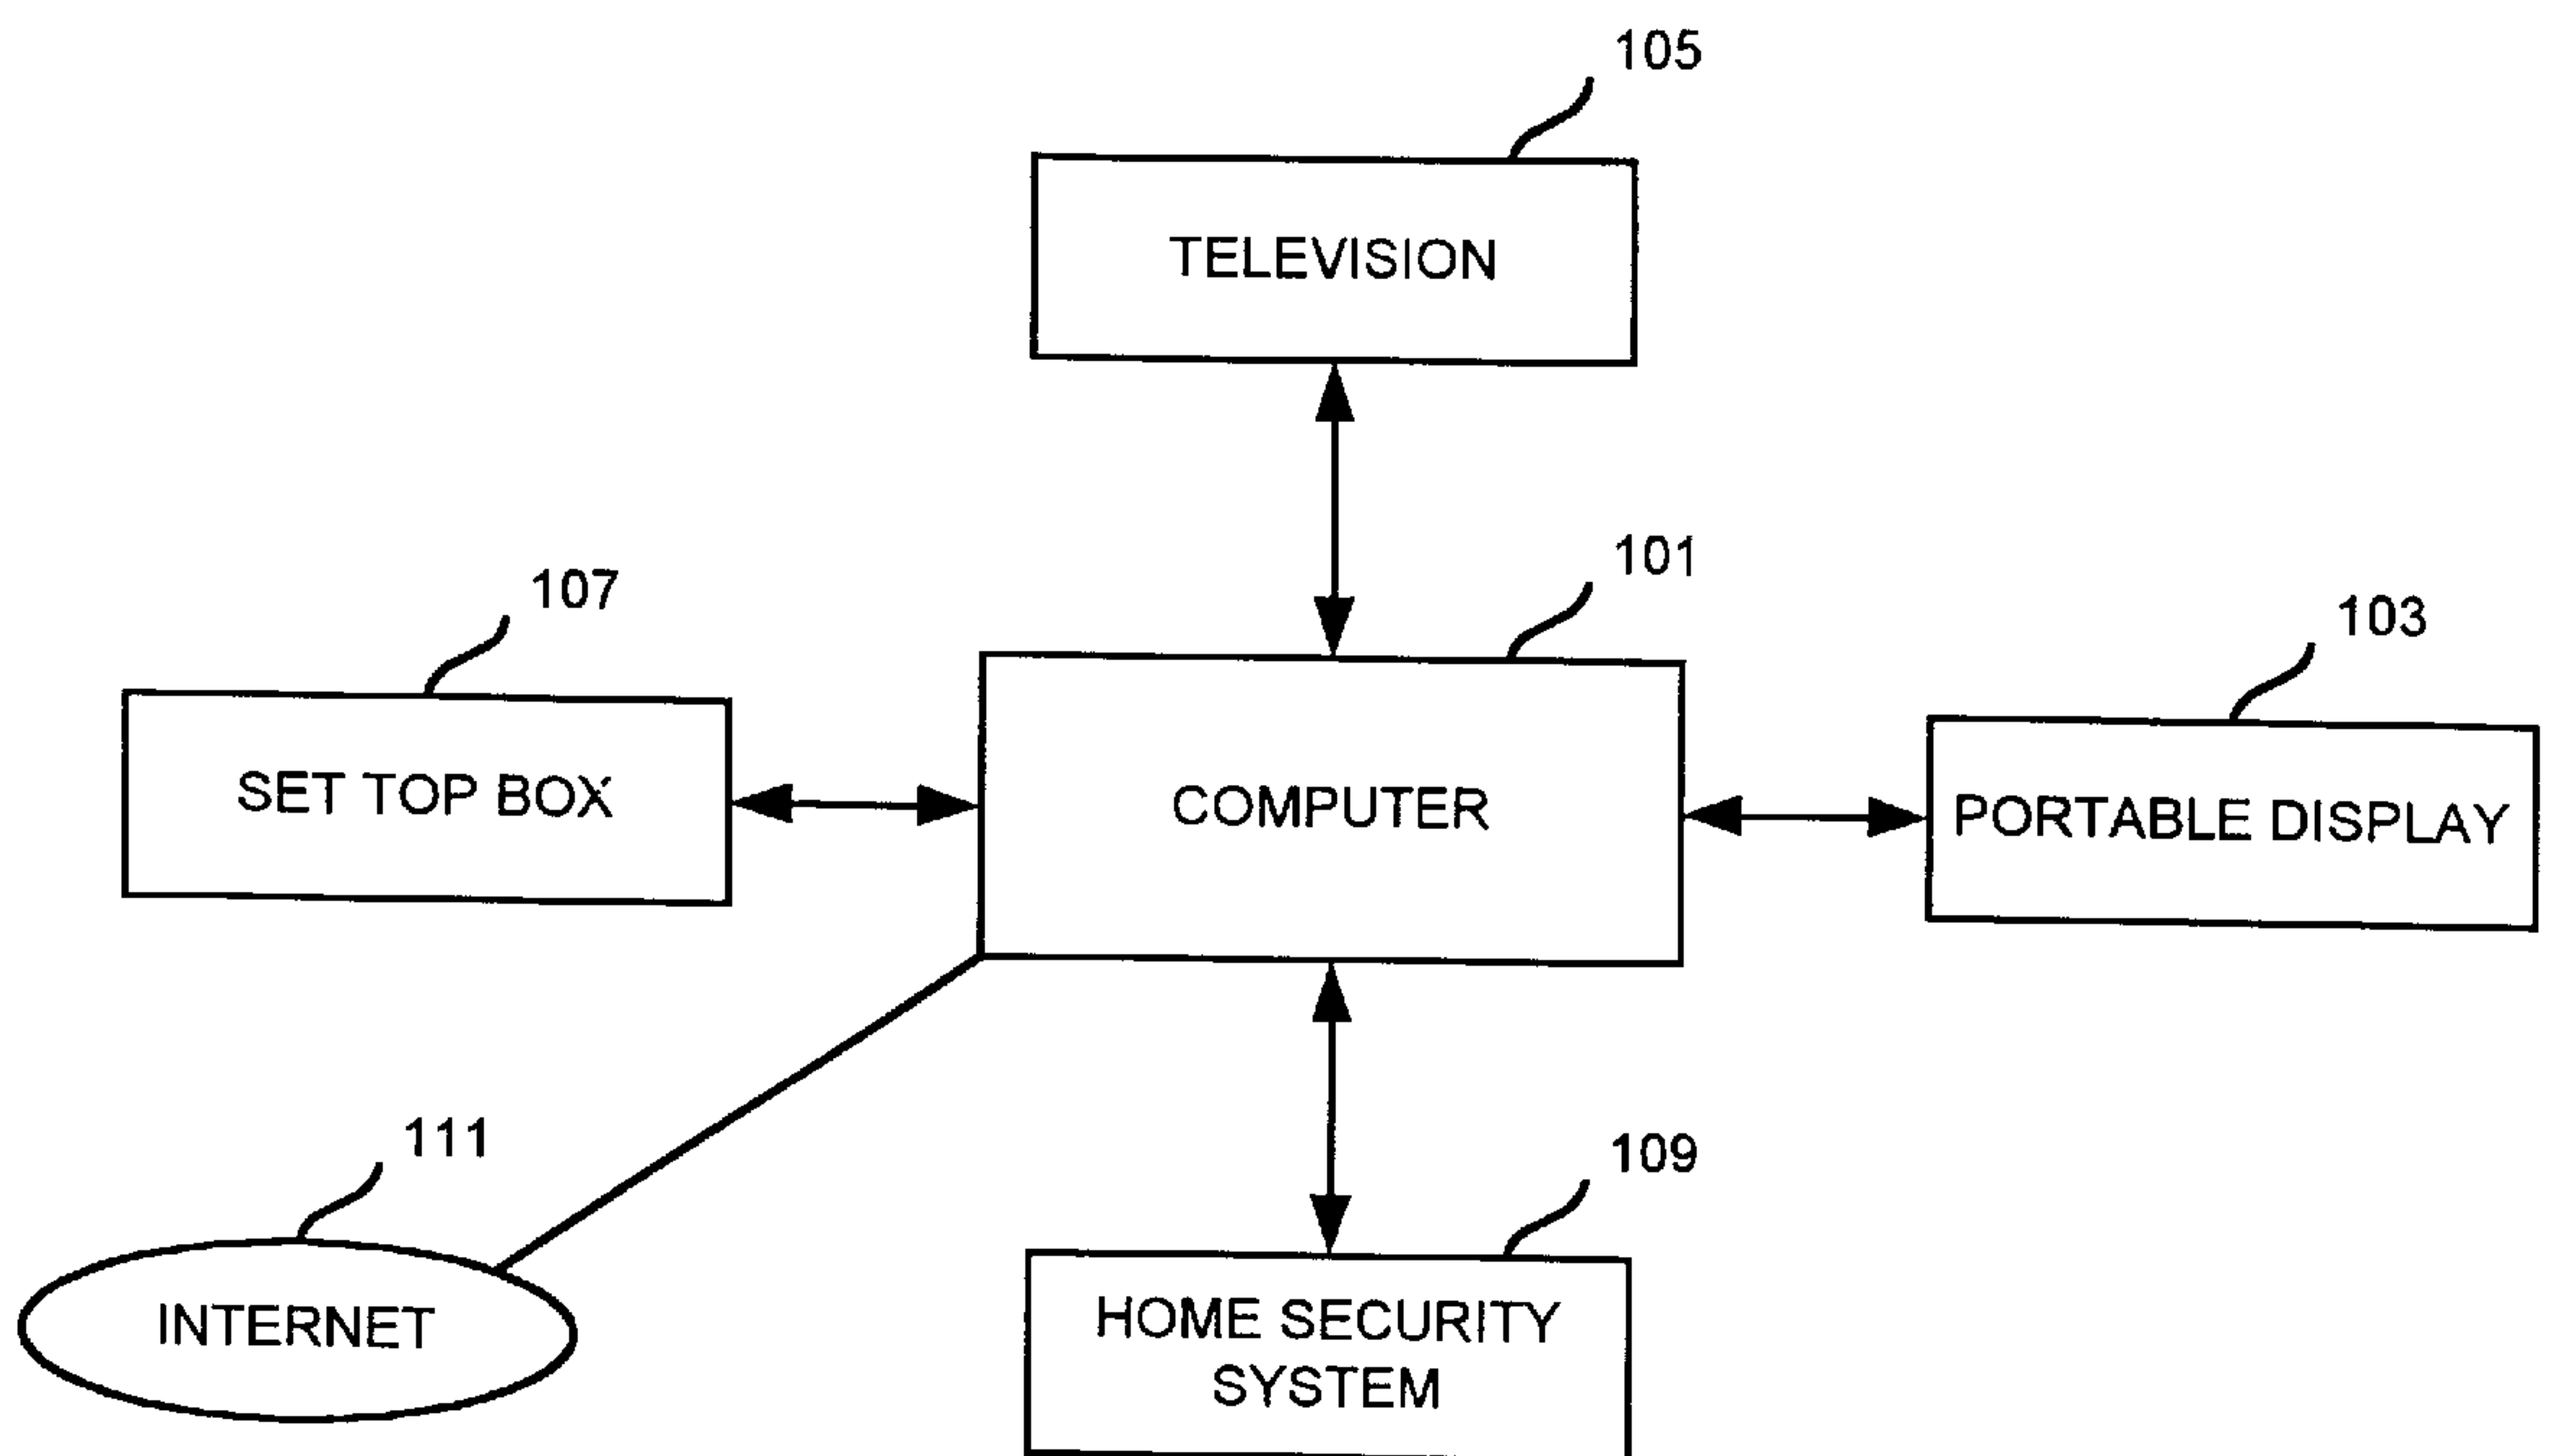 105
TELEVISION
101
107
103
SET TOP BOX
COMPUTER
PORTABLE DISPLAY
111
109
INTERNET
HOME SECURITY
SYSTEM